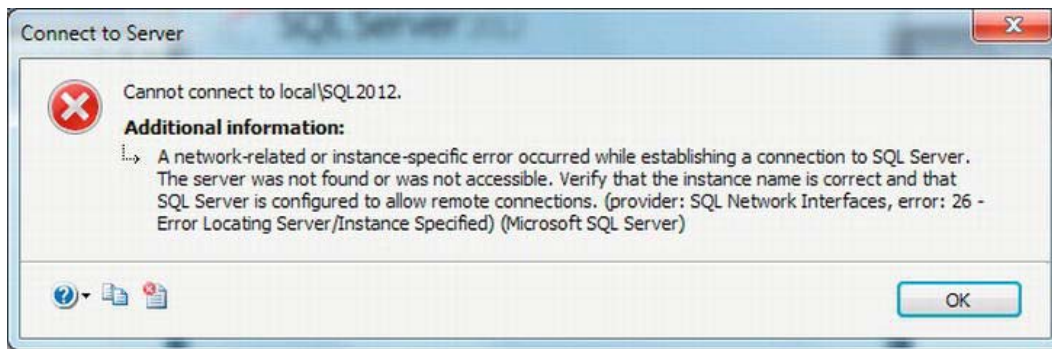 Connect to Server
SQL Server 2012
Cannot connect to local\SQL2012.
Additional information:
A network-related or instance-specific error occurred while establishing a connection to SQL Server.
The server was not found or was not accessible. Verify that the instance name is correct and that
SQL Server is configured to allow remote connections. (provider: SQL Network Interfaces, error: 26 -
Error Locating Server/Instance Specified) (Microsoft SQL Server)
OK